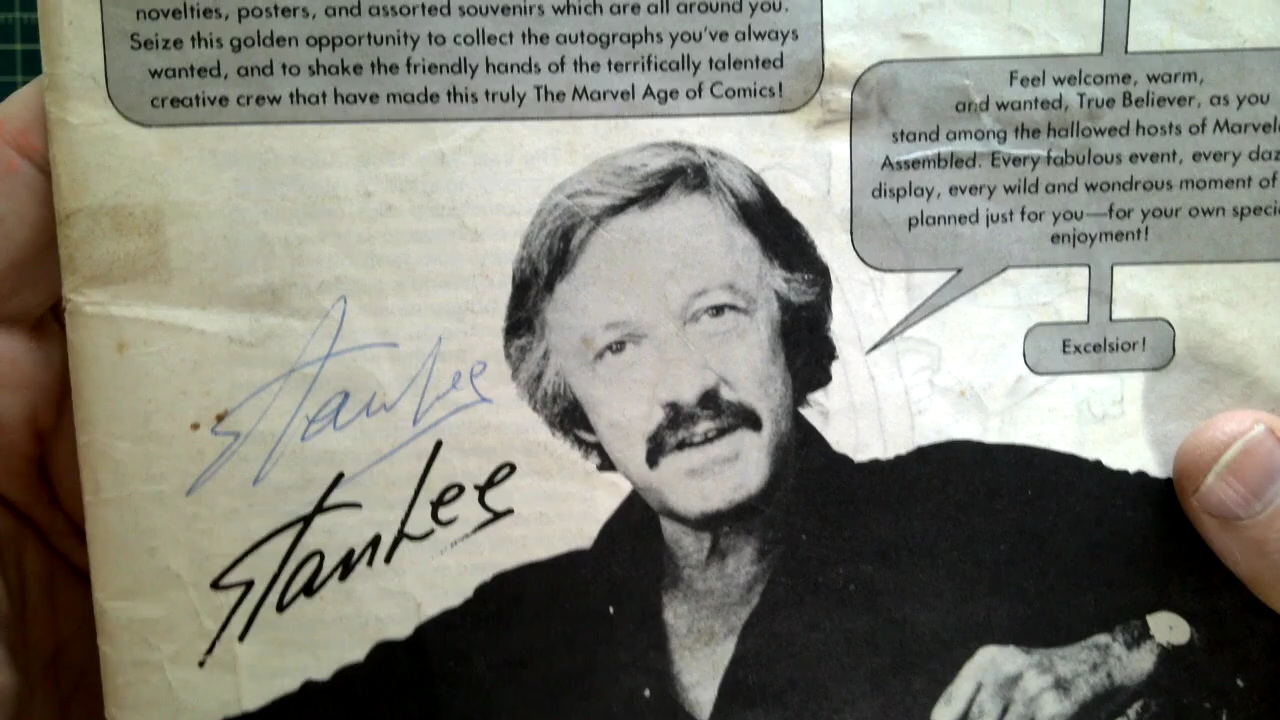 novelties, posters, and assorted souvenirs which are all around you.
Seize this golden opportunity to collect the autographs you've always
wanted, and to shake the friendly hands of the terrifically talented
creative crew that have made this truly The Marvel Age of Comics!
Feel welcome, warm,
and wanted, True Believer, as you
stand among the hallowed hosts of Marvel
Assembled. Every fabulous event, every daz
display, every wild and wondrous moment of
planned just for you—for your own speci
enjoyment!
Excelsior!
Stan Lee
Stan Lee